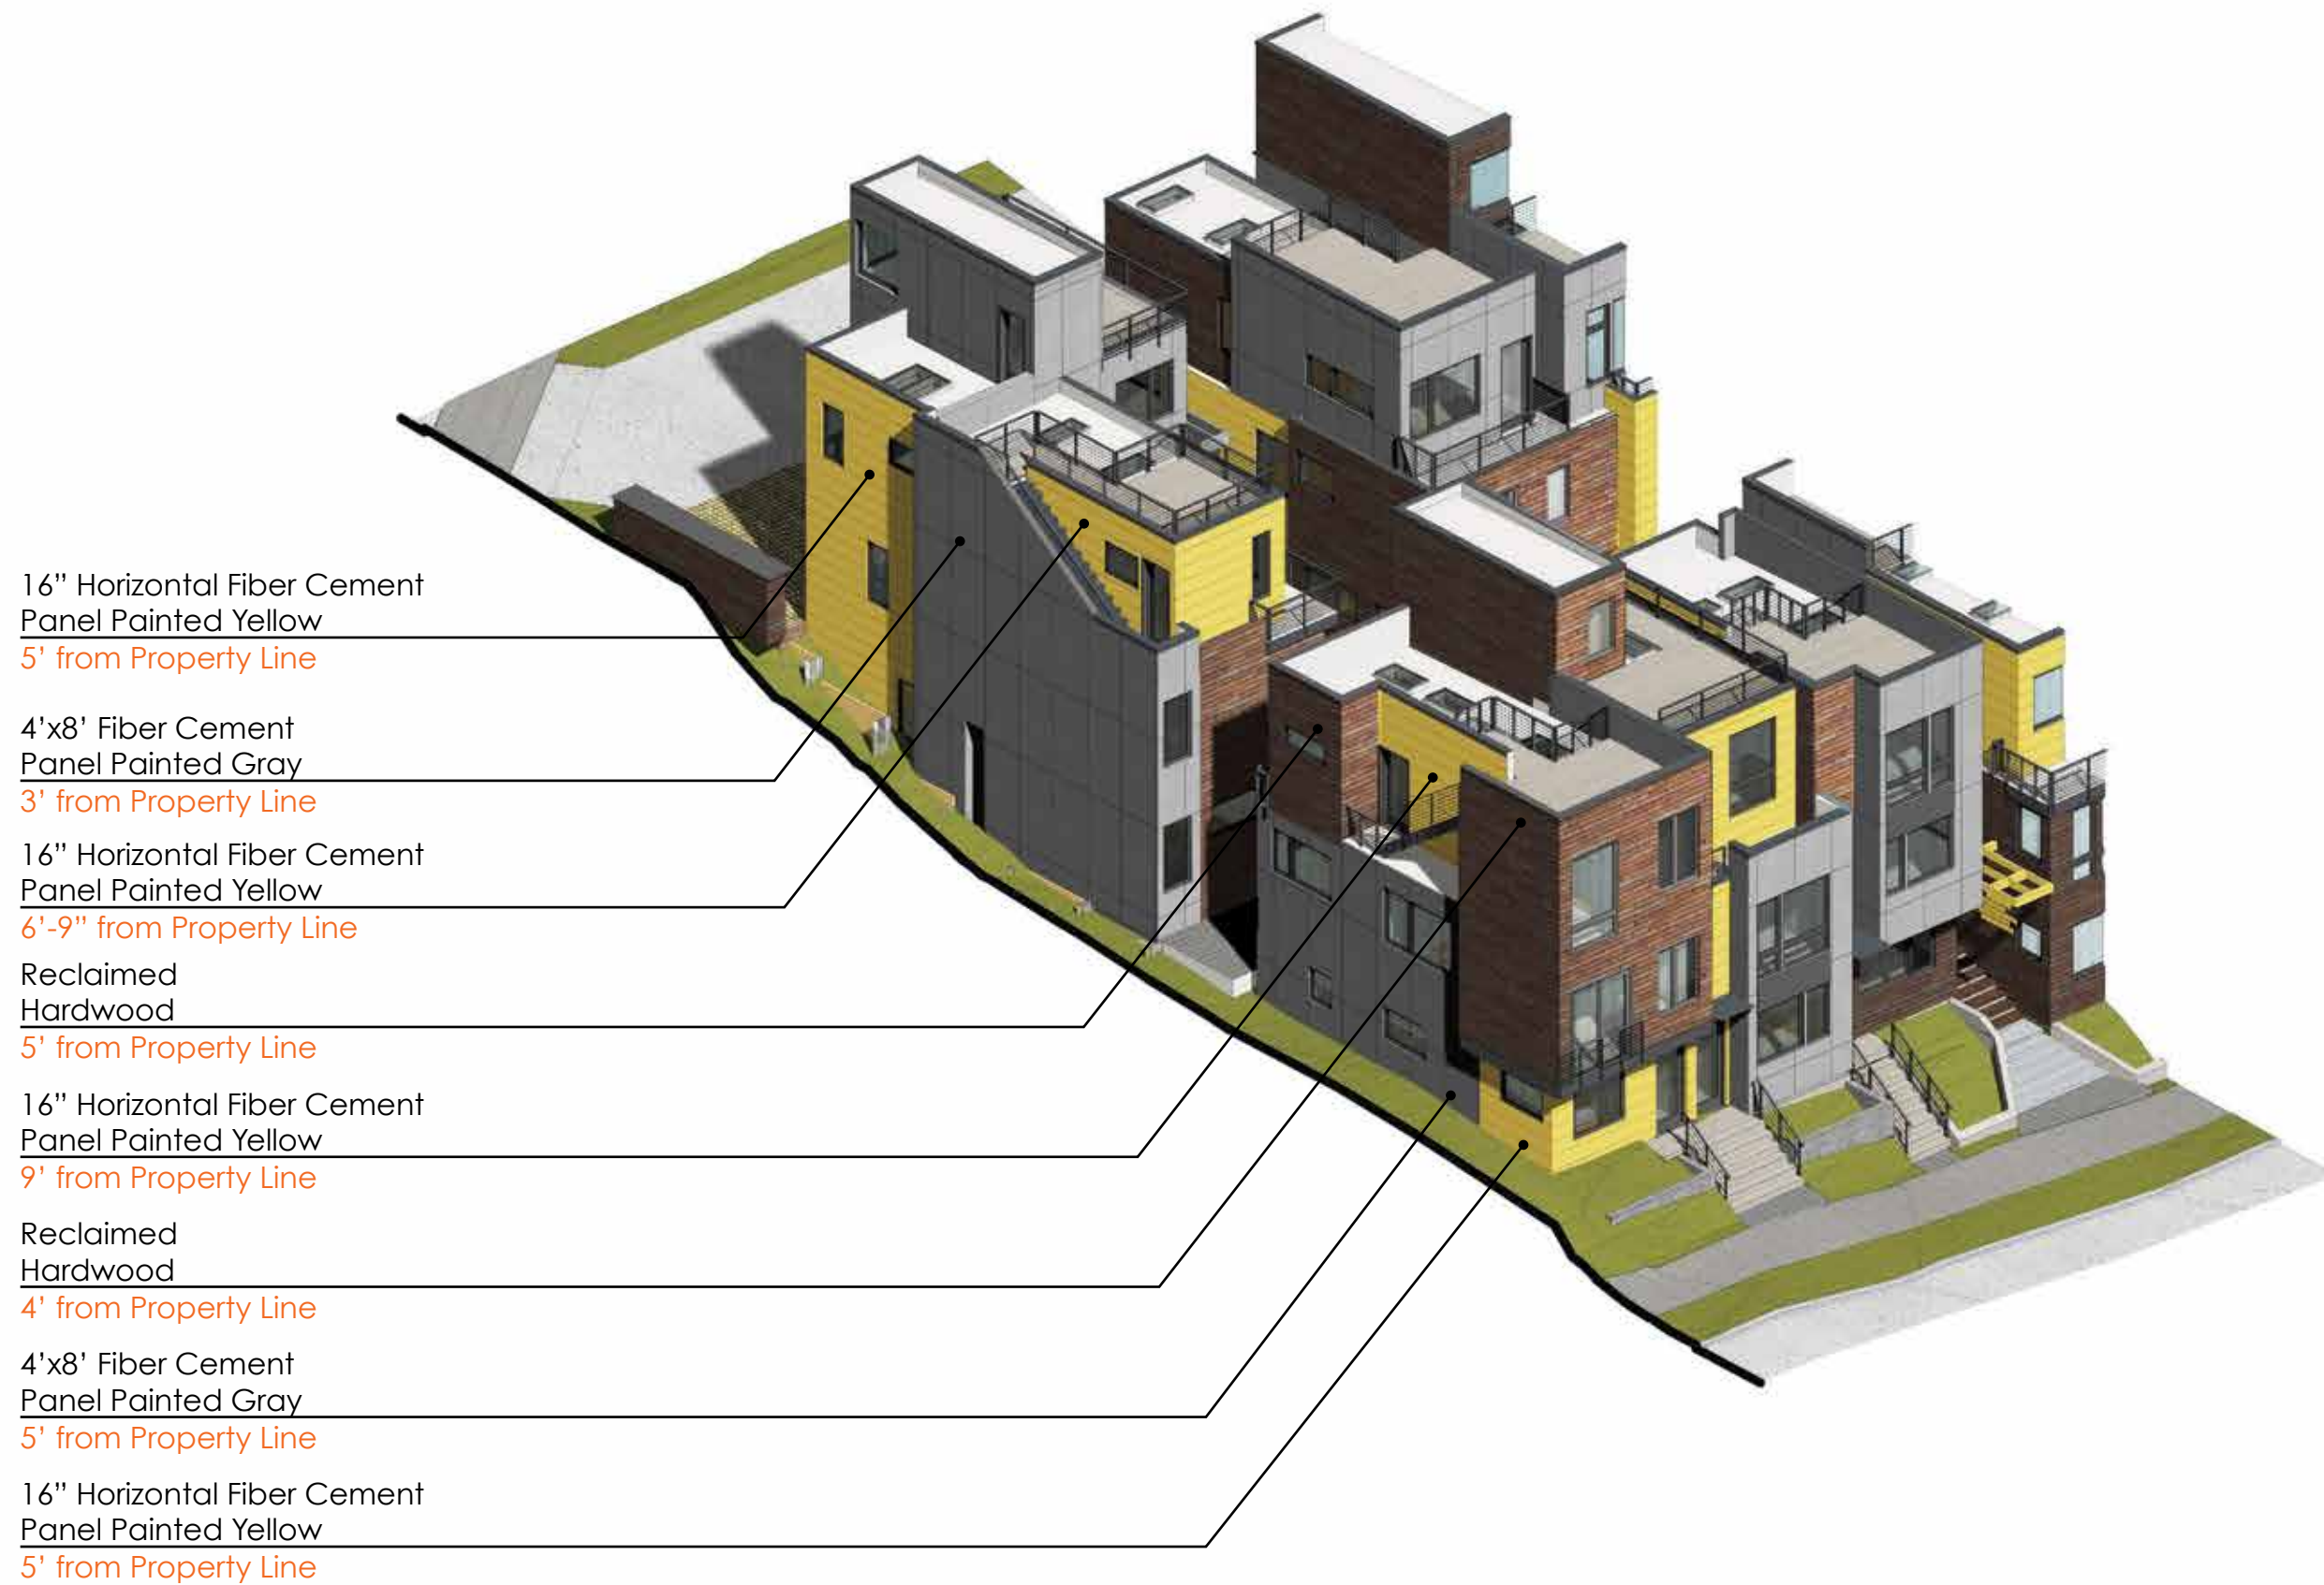 16” Horizontal Fiber Cement
Panel Painted Yellow
5’ from Property Line
4’x8’ Fiber Cement
Panel Painted Gray
3’ from Property Line
16” Horizontal Fiber Cement
Panel Painted Yellow
6’-9” from Property Line
Reclaimed
Hardwood
5’ from Property Line
16” Horizontal Fiber Cement
Panel Painted Yellow
9’ from Property Line
Reclaimed
Hardwood
4’ from Property Line
4’x8’ Fiber Cement
Panel Painted Gray
5’ from Property Line
16” Horizontal Fiber Cement
Panel Painted Yellow
5’ from Property Line